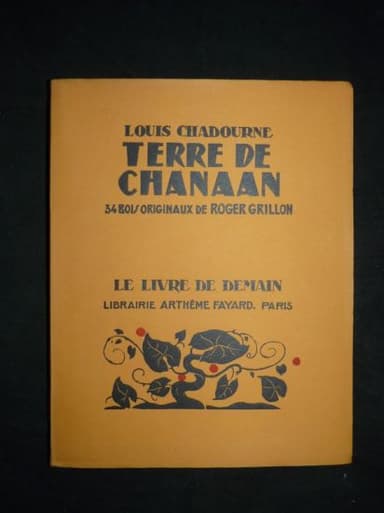 LOUIS CHADOURNE
TERRE DE
CHANAAN
34 BOIS ORIGINAUX DE ROGER GRILLON
LE LIVRE DE DEMAIN
LIBRAIRIE ARTHÈME FAYARD. PARIS